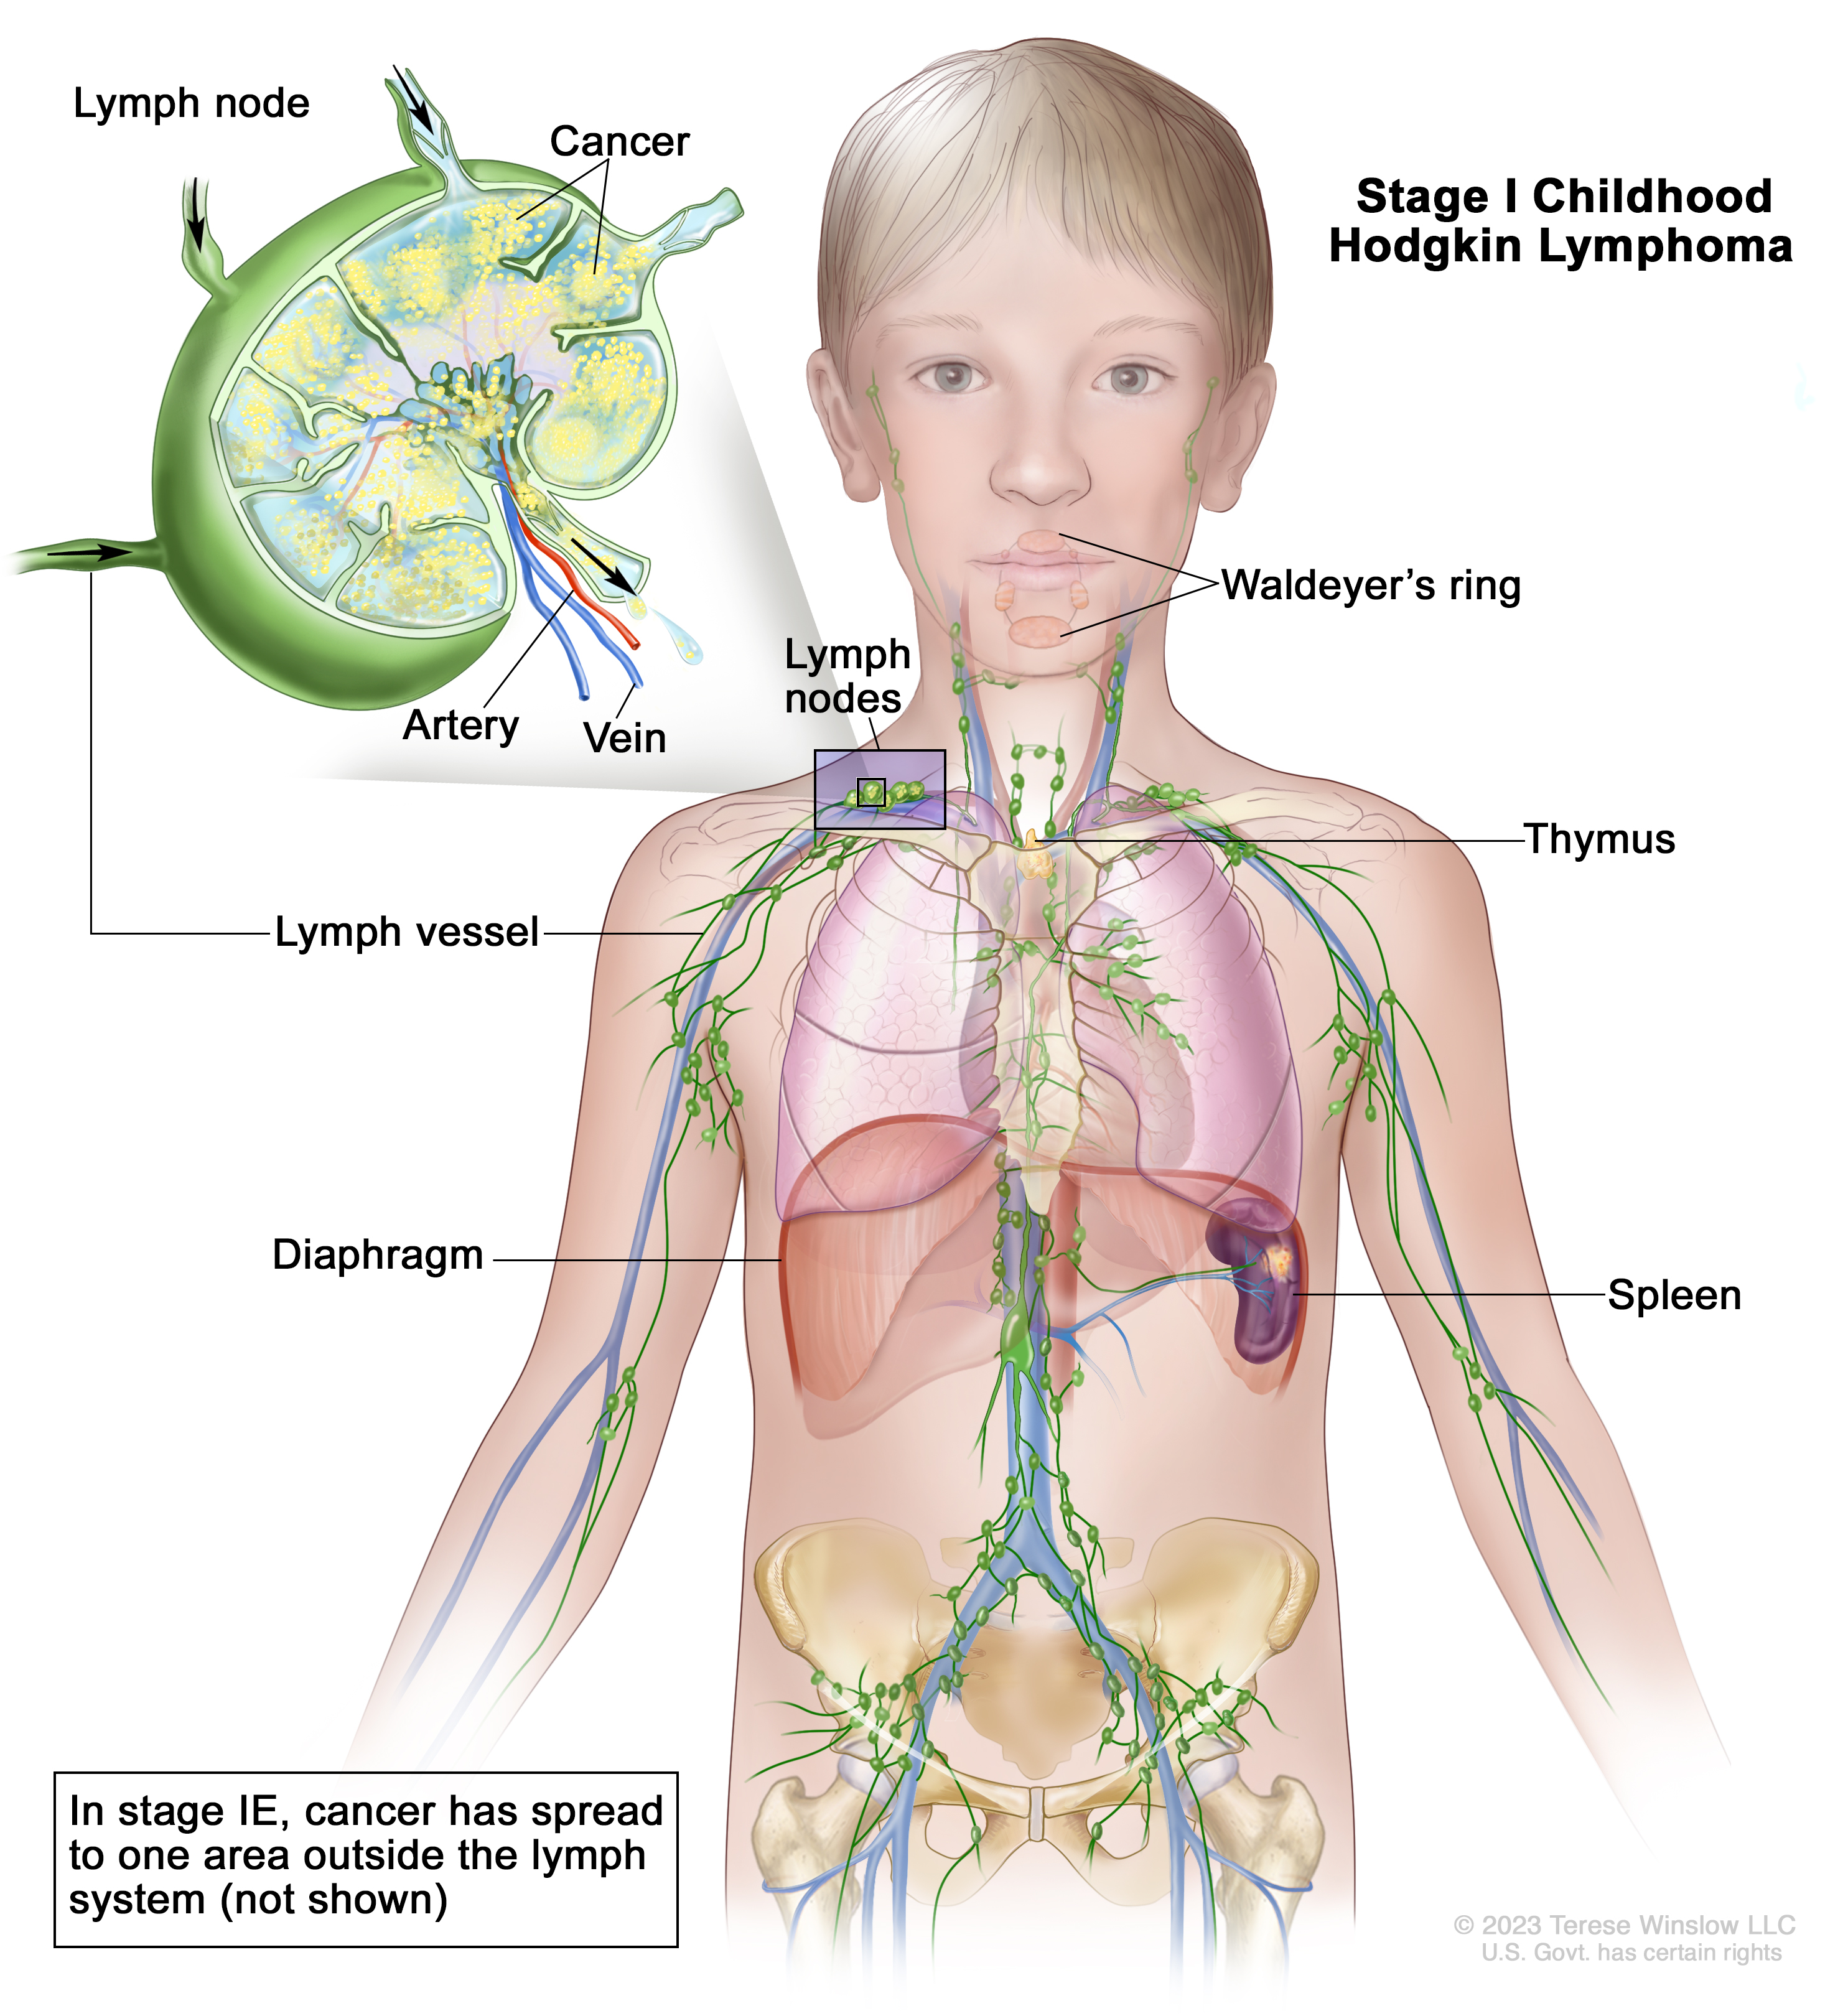 Lymph node
Cancer
Stage I Childhood
Hodgkin Lymphoma
Waldeyer’s ring
Lymph
nodes
Artery
Vein
Thymus
Lymph vessel
Diaphragm
Spleen
In stage IE, cancer has spread
to one area outside the lymph
system (not shown)
© 2023 Terese Winslow LLC
U.S. Govt. has certain rights